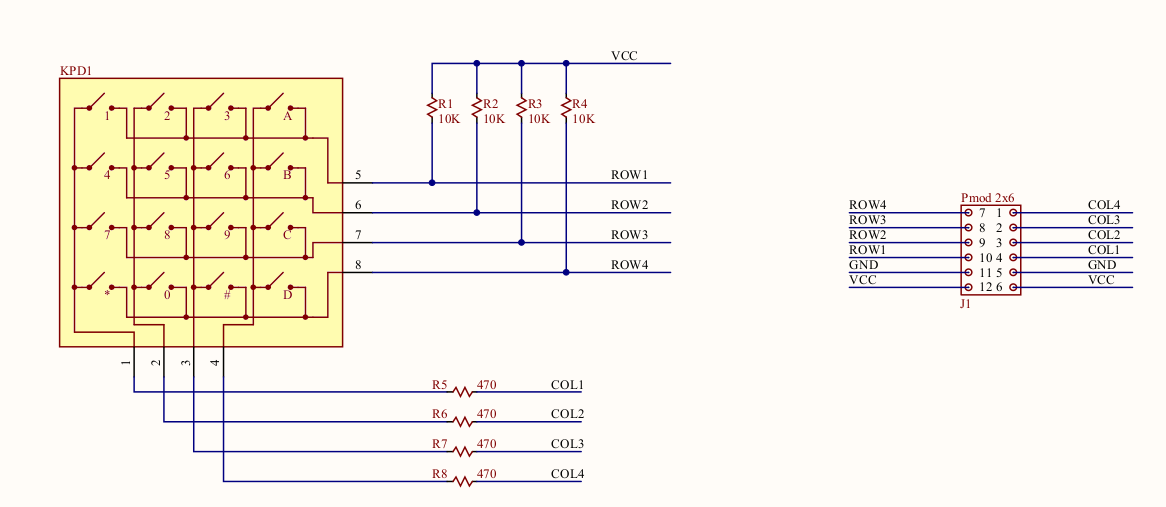 VCC
KPD1
R1 R2 R3 R4
10K 10K 10K 10K
1 2 3 A
4 5 6 B
7 8 9 C
* 0 # D
5 ROW1
6 ROW2
7 ROW3
8 ROW4
1 2 3 4
R5 470 COL1
R6 470 COL2
R7 470 COL3
R8 470 COL4
Pmod 2x6
ROW4 7 1 COL4
ROW3 8 2 COL3
ROW2 9 3 COL2
ROW1 10 4 COL1
GND 11 5 GND
VCC 12 6 VCC
J1